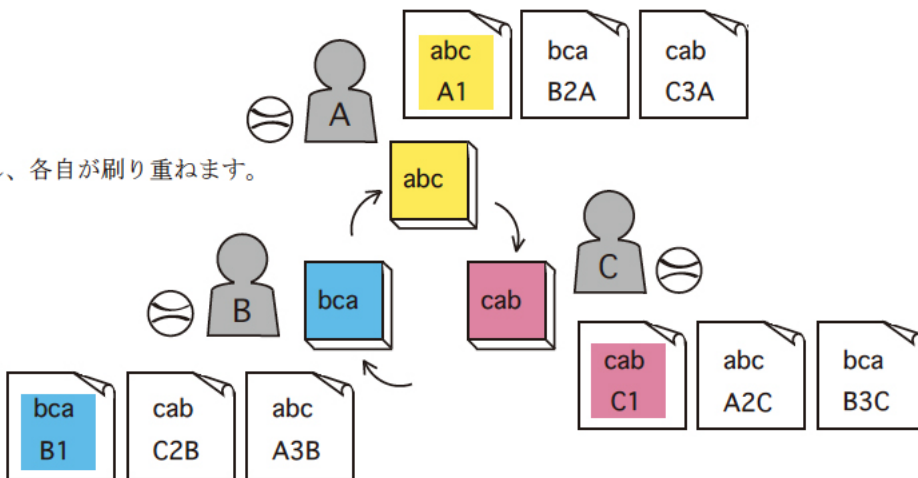 abc
A1
bca
B2A
cab
C3A
A
、各自が刷り重ねます。
abc
B
bca
cab
C
bca
B1
cab
C2B
abc
A3B
cab
C1
abc
A2C
bca
B3C